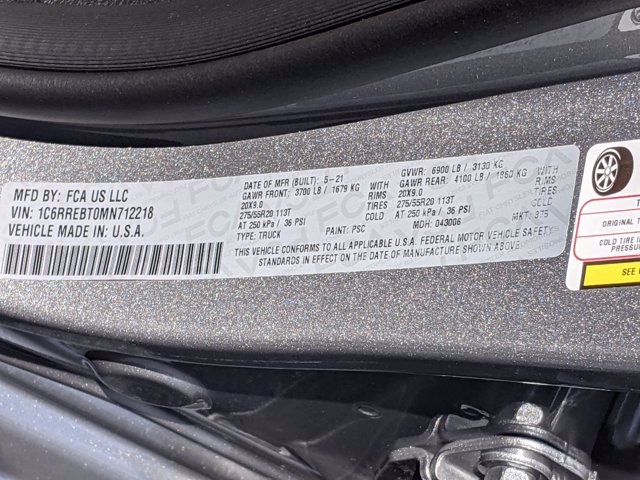 MFD BY: FCA US LLC
VIN: 1C6RREBT0MN712218
VEHICLE MADE IN: U.S.A.
DATE OF MFR (BUILT): 5-21 GVWR: 6900 LB / 3130 KG
GAWR FRONT: 3700 LB / 1679 KG WITH GAWR REAR: 4100 LB / 1860 KG WITH
20X9.0 RIMS 20X9.0 RIMS
275/55R20 113T TIRES 275/55R20 113T TIRES
AT 250 kPa / 36 PSI COLD AT 250 kPa / 36 PSI COLD
TYPE: TRUCK PAINT: PSC MDH: 043006 MKT: 375
THIS VEHICLE CONFORMS TO ALL APPLICABLE U.S.A. FEDERAL MOTOR VEHICLE SAFETY
STANDARDS IN EFFECT ON THE DATE OF MANUFACTURE SHOWN ABOVE.
ORIGINAL
COLD TIRE
PRESSU
SEE